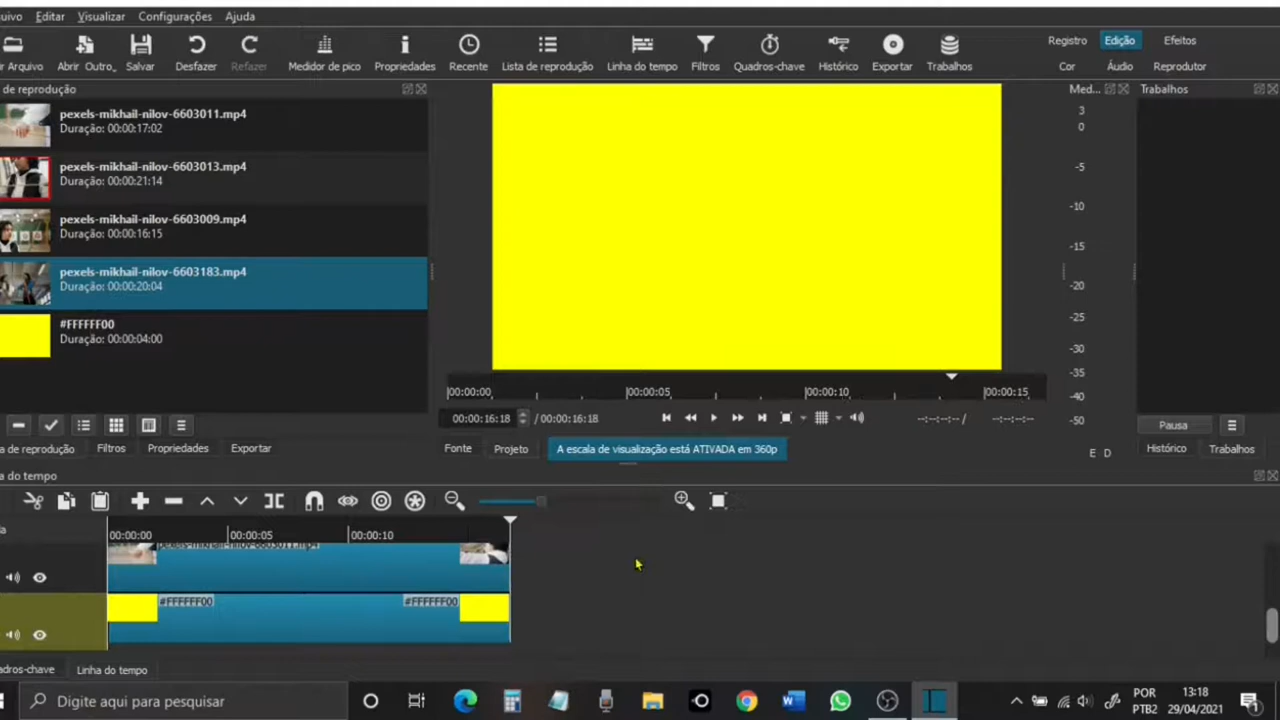 quivo Editar Visualizar Configurações Ajuda
r Arquivo Abrir Outro_ Salvar Desfazer Refazer Medidor de pico Propriedades Recente Lista de reprodução Linha do tempo Filtros Quadros-chave Histórico Exportar Trabalhos
Registro Edição Efeitos
Cor Áudio Reprodutor
de reprodução
Med... Trabalhos
pexels-mikhail-nilov-6603011.mp4
Duração: 00:00:17:02
pexels-mikhail-nilov-6603013.mp4
Duração: 00:00:21:14
pexels-mikhail-nilov-6603009.mp4
Duração: 00:00:16:15
pexels-mikhail-nilov-6603183.mp4
Duração: 00:00:20:04
#FFFFFF00
Duração: 00:00:04:00
3
0
-5
-10
-15
-20
-25
-30
-35
-40
-50
E D
00:00:00 00:00:05 00:00:10 00:00:15
00:00:16:18 / 00:00:16:18 --:--:--:-- / --:--:--:--
Pausa
a de reprodução Filtros Propriedades Exportar
Fonte Projeto A escala de visualização está ATIVADA em 360p
Histórico Trabalhos
a do tempo
00:00:00 00:00:05 00:00:10
pexels-mikhail-nilov-6603011.mp4
#FFFFFF00 #FFFFFF00
adros-chave Linha do tempo
Digite aqui para pesquisar
POR
PTB2
13:18
29/04/2021
1